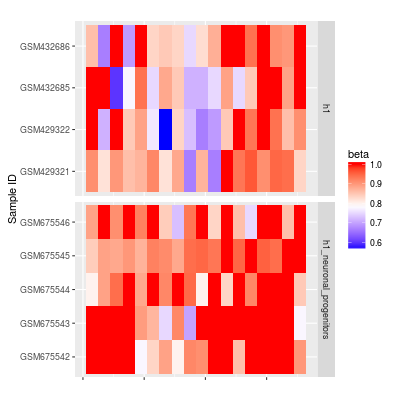 GSM432686
GSM432685
GSM429322
GSM429321
h1
GSM675546
GSM675545
GSM675544
GSM675543
GSM675542
h1_neuronal_progenitors
Sample ID
beta
1.0
0.9
0.8
0.7
0.6